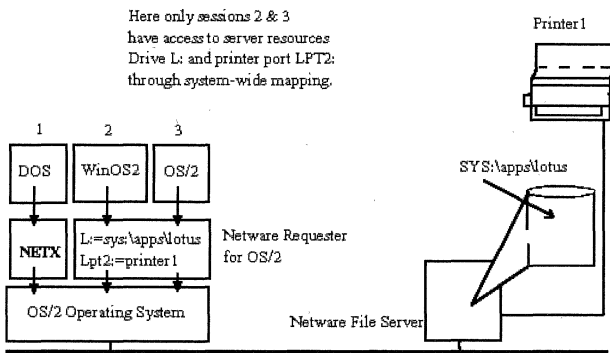 Here only sessions 2 & 3
have access to server resources
Drive L: and printer port LPT2:
through system-wide mapping.
Printer1
1
2
3
DOS
WinOS2
OS/2
SYS:\apps\lotus
NETX
L:=sys:\apps\lotus
Lpt2:=printer1
Netware Requester
for OS/2
OS/2 Operating System
Netware File Server